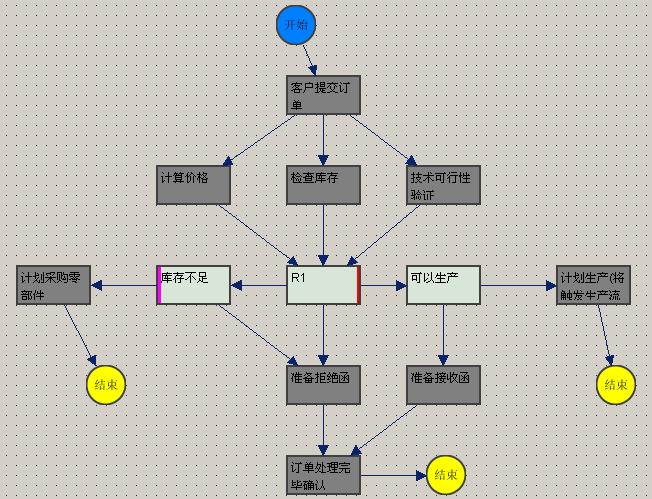 开始
客户提交订
单
计算价格
检查库存
技术可行性
验证
计划采购零
部件
库存不足
R1
可以生产
计划生产(将
触发生产流
结束
准备拒绝函
准备接收函
结束
订单处理完
毕确认
结束